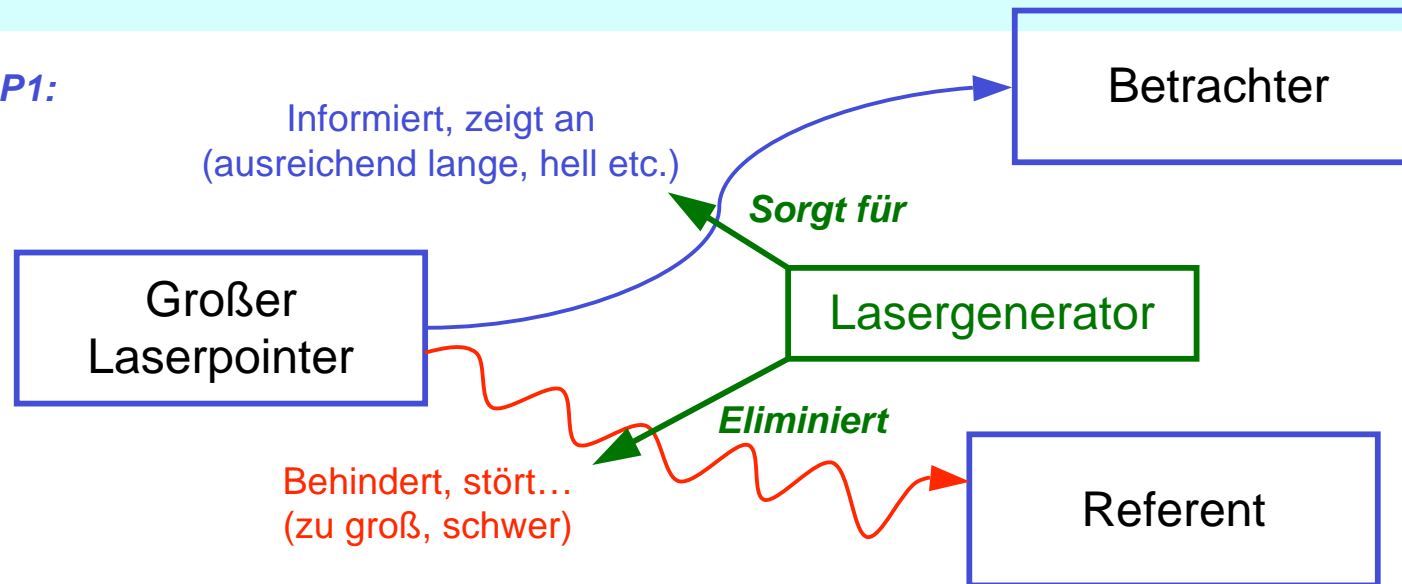 P1:
Betrachter
Informiert, zeigt an
(ausreichend lange, hell etc.)
Sorgt für
Großer
Laserpointer
Lasergenerator
Eliminiert
Behindert, stört…
(zu groß, schwer)
Referent